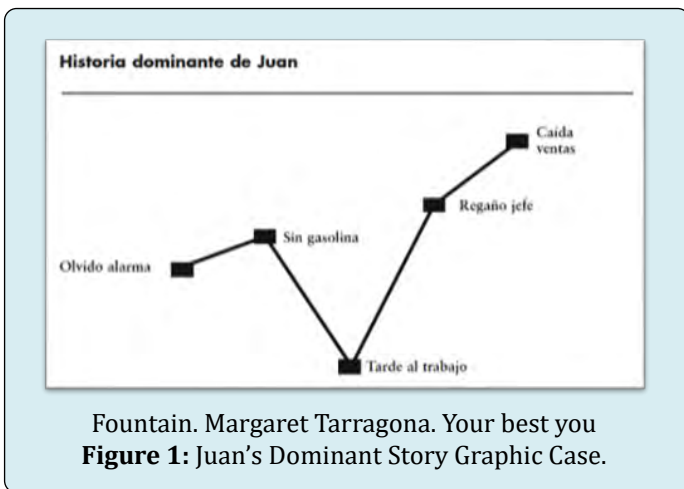 Historia dominante de Juan
Caída
ventas
Regaño jefe
Sin gasolina
Olvido alarma
Tarde al trabajo
Fountain. Margaret Tarragona. Your best you
Figure 1: Juan's Dominant Story Graphic Case.